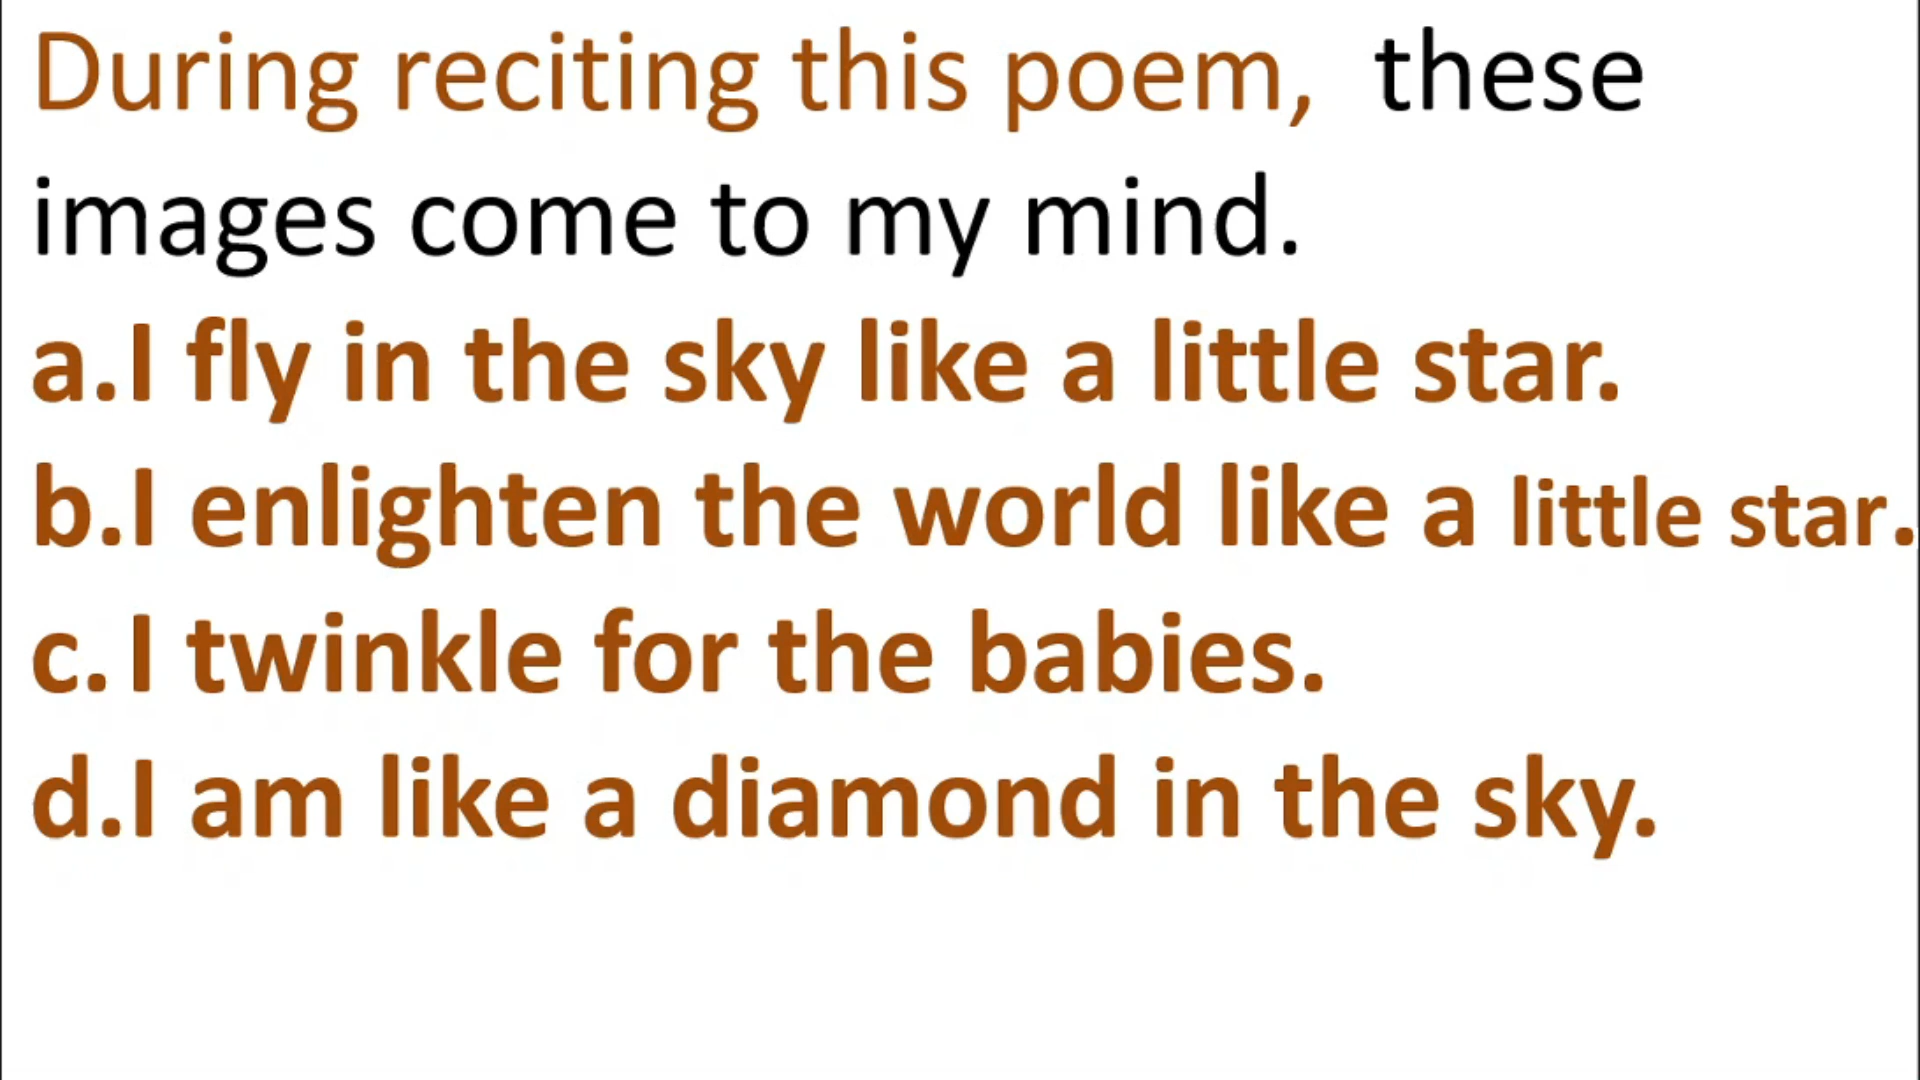 During reciting this poem, these
images come to my mind.
a.I fly in the sky like a little star.
b.I enlighten the world like a little star.
c.I twinkle for the babies.
d.I am like a diamond in the sky.